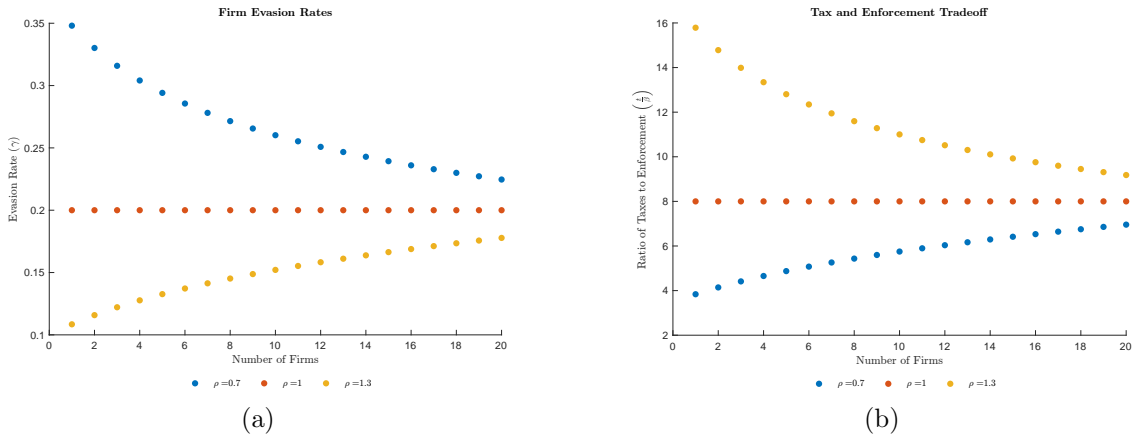 Firm Evasion Rates
0.35
0.3
0.25
0.2
0.15
0.1
Evasion Rate (γ)
0 2 4 6 8 10 12 14 16 18 20
Number of Firms
ρ=0.7 ρ=1 ρ=1.3
(a)
Tax and Enforcement Tradeoff
16
14
12
10
8
6
4
2
Ratio of Taxes to Enforcement
0 2 4 6 8 10 12 14 16 18 20
Number of Firms
ρ=0.7 ρ=1 ρ=1.3
(b)